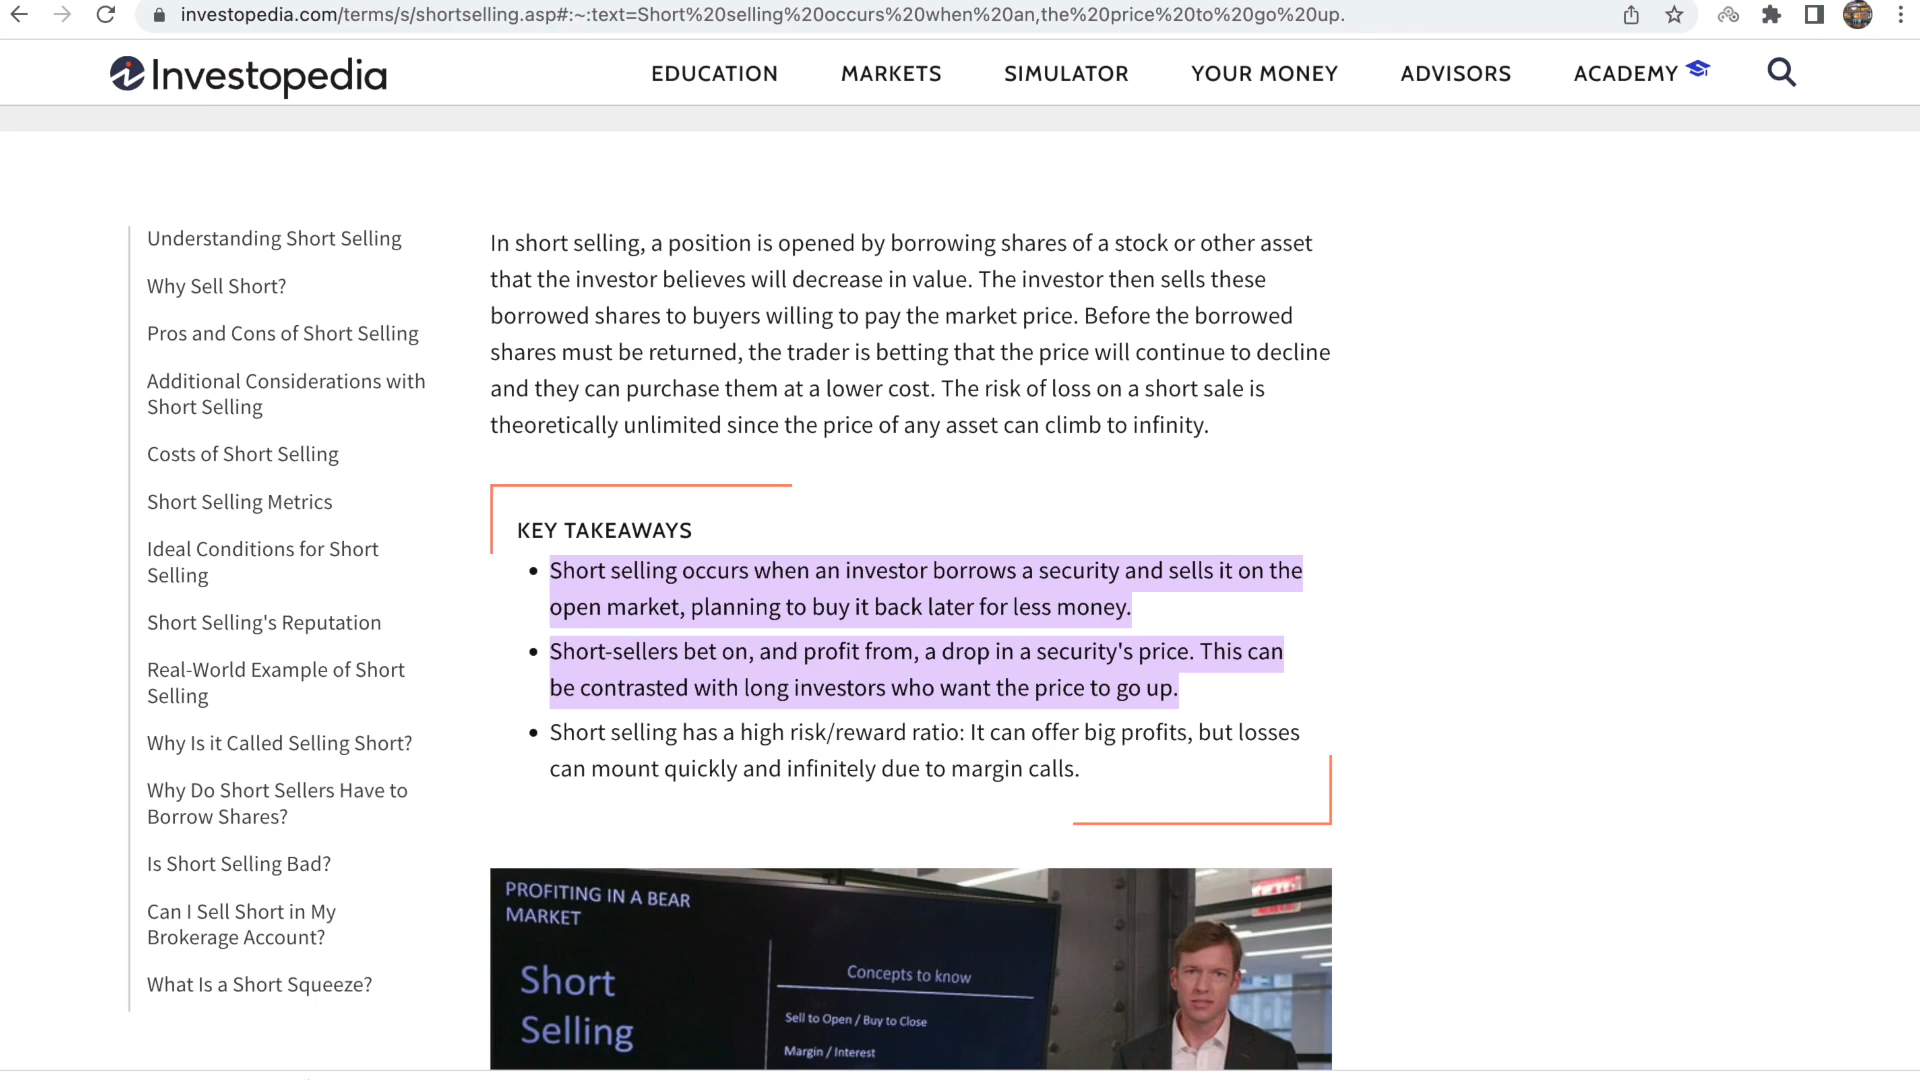 investopedia.com/terms/s/shortselling.asp#:~:text=Short%20selling%20occurs%20when%20an,the%20price%20to%20go%20up.
Investopedia
EDUCATION
MARKETS
SIMULATOR
YOUR MONEY
ADVISORS
ACADEMY
Understanding Short Selling
Why Sell Short?
Pros and Cons of Short Selling
Additional Considerations with
Short Selling
Costs of Short Selling
Short Selling Metrics
Ideal Conditions for Short
Selling
Short Selling's Reputation
Real-World Example of Short
Selling
Why Is it Called Selling Short?
Why Do Short Sellers Have to
Borrow Shares?
Is Short Selling Bad?
Can I Sell Short in My
Brokerage Account?
What Is a Short Squeeze?
In short selling, a position is opened by borrowing shares of a stock or other asset
that the investor believes will decrease in value. The investor then sells these
borrowed shares to buyers willing to pay the market price. Before the borrowed
shares must be returned, the trader is betting that the price will continue to decline
and they can purchase them at a lower cost. The risk of loss on a short sale is
theoretically unlimited since the price of any asset can climb to infinity.
KEY TAKEAWAYS
• Short selling occurs when an investor borrows a security and sells it on the
open market, planning to buy it back later for less money.
• Short-sellers bet on, and profit from, a drop in a security's price. This can
be contrasted with long investors who want the price to go up.
• Short selling has a high risk/reward ratio: It can offer big profits, but losses
can mount quickly and infinitely due to margin calls.
PROFITING IN A BEAR
MARKET
Short
Selling
Concepts to know
Sell to Open / Buy to Close
Margin / Interest